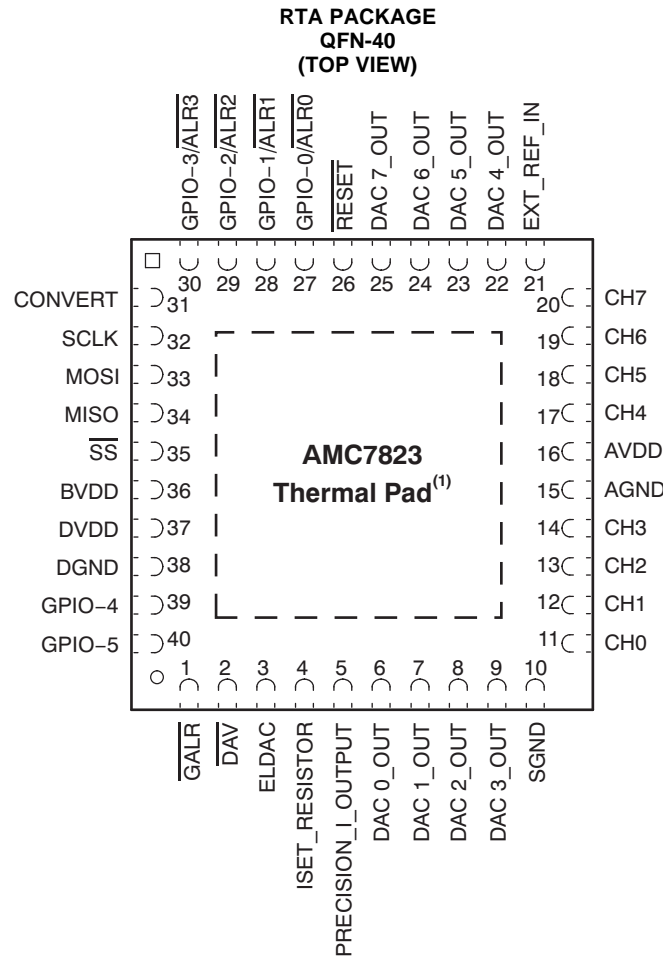 RTA PACKAGE
QFN-40
(TOP VIEW)
GPIO−3/ALR3
GPIO−2/ALR2
GPIO−1/ALR1
GPIO−0/ALR0
RESET
DAC 7_OUT
DAC 6_OUT
DAC 5_OUT
DAC 4_OUT
EXT_REF_IN
30 29 28 27 26 25 24 23 22 21
CONVERT 31
SCLK 32
MOSI 33
MISO 34
SS 35
BVDD 36
DVDD 37
DGND 38
GPIO−4 39
GPIO−5 40
AMC7823
Thermal Pad(1)
20 CH7
19 CH6
18 CH5
17 CH4
16 AVDD
15 AGND
14 CH3
13 CH2
12 CH1
11 CH0
1 2 3 4 5 6 7 8 9 10
GALR
DAV
ELDAC
ISET_RESISTOR
PRECISION_I_OUTPUT
DAC 0_OUT
DAC 1_OUT
DAC 2_OUT
DAC 3_OUT
SGND